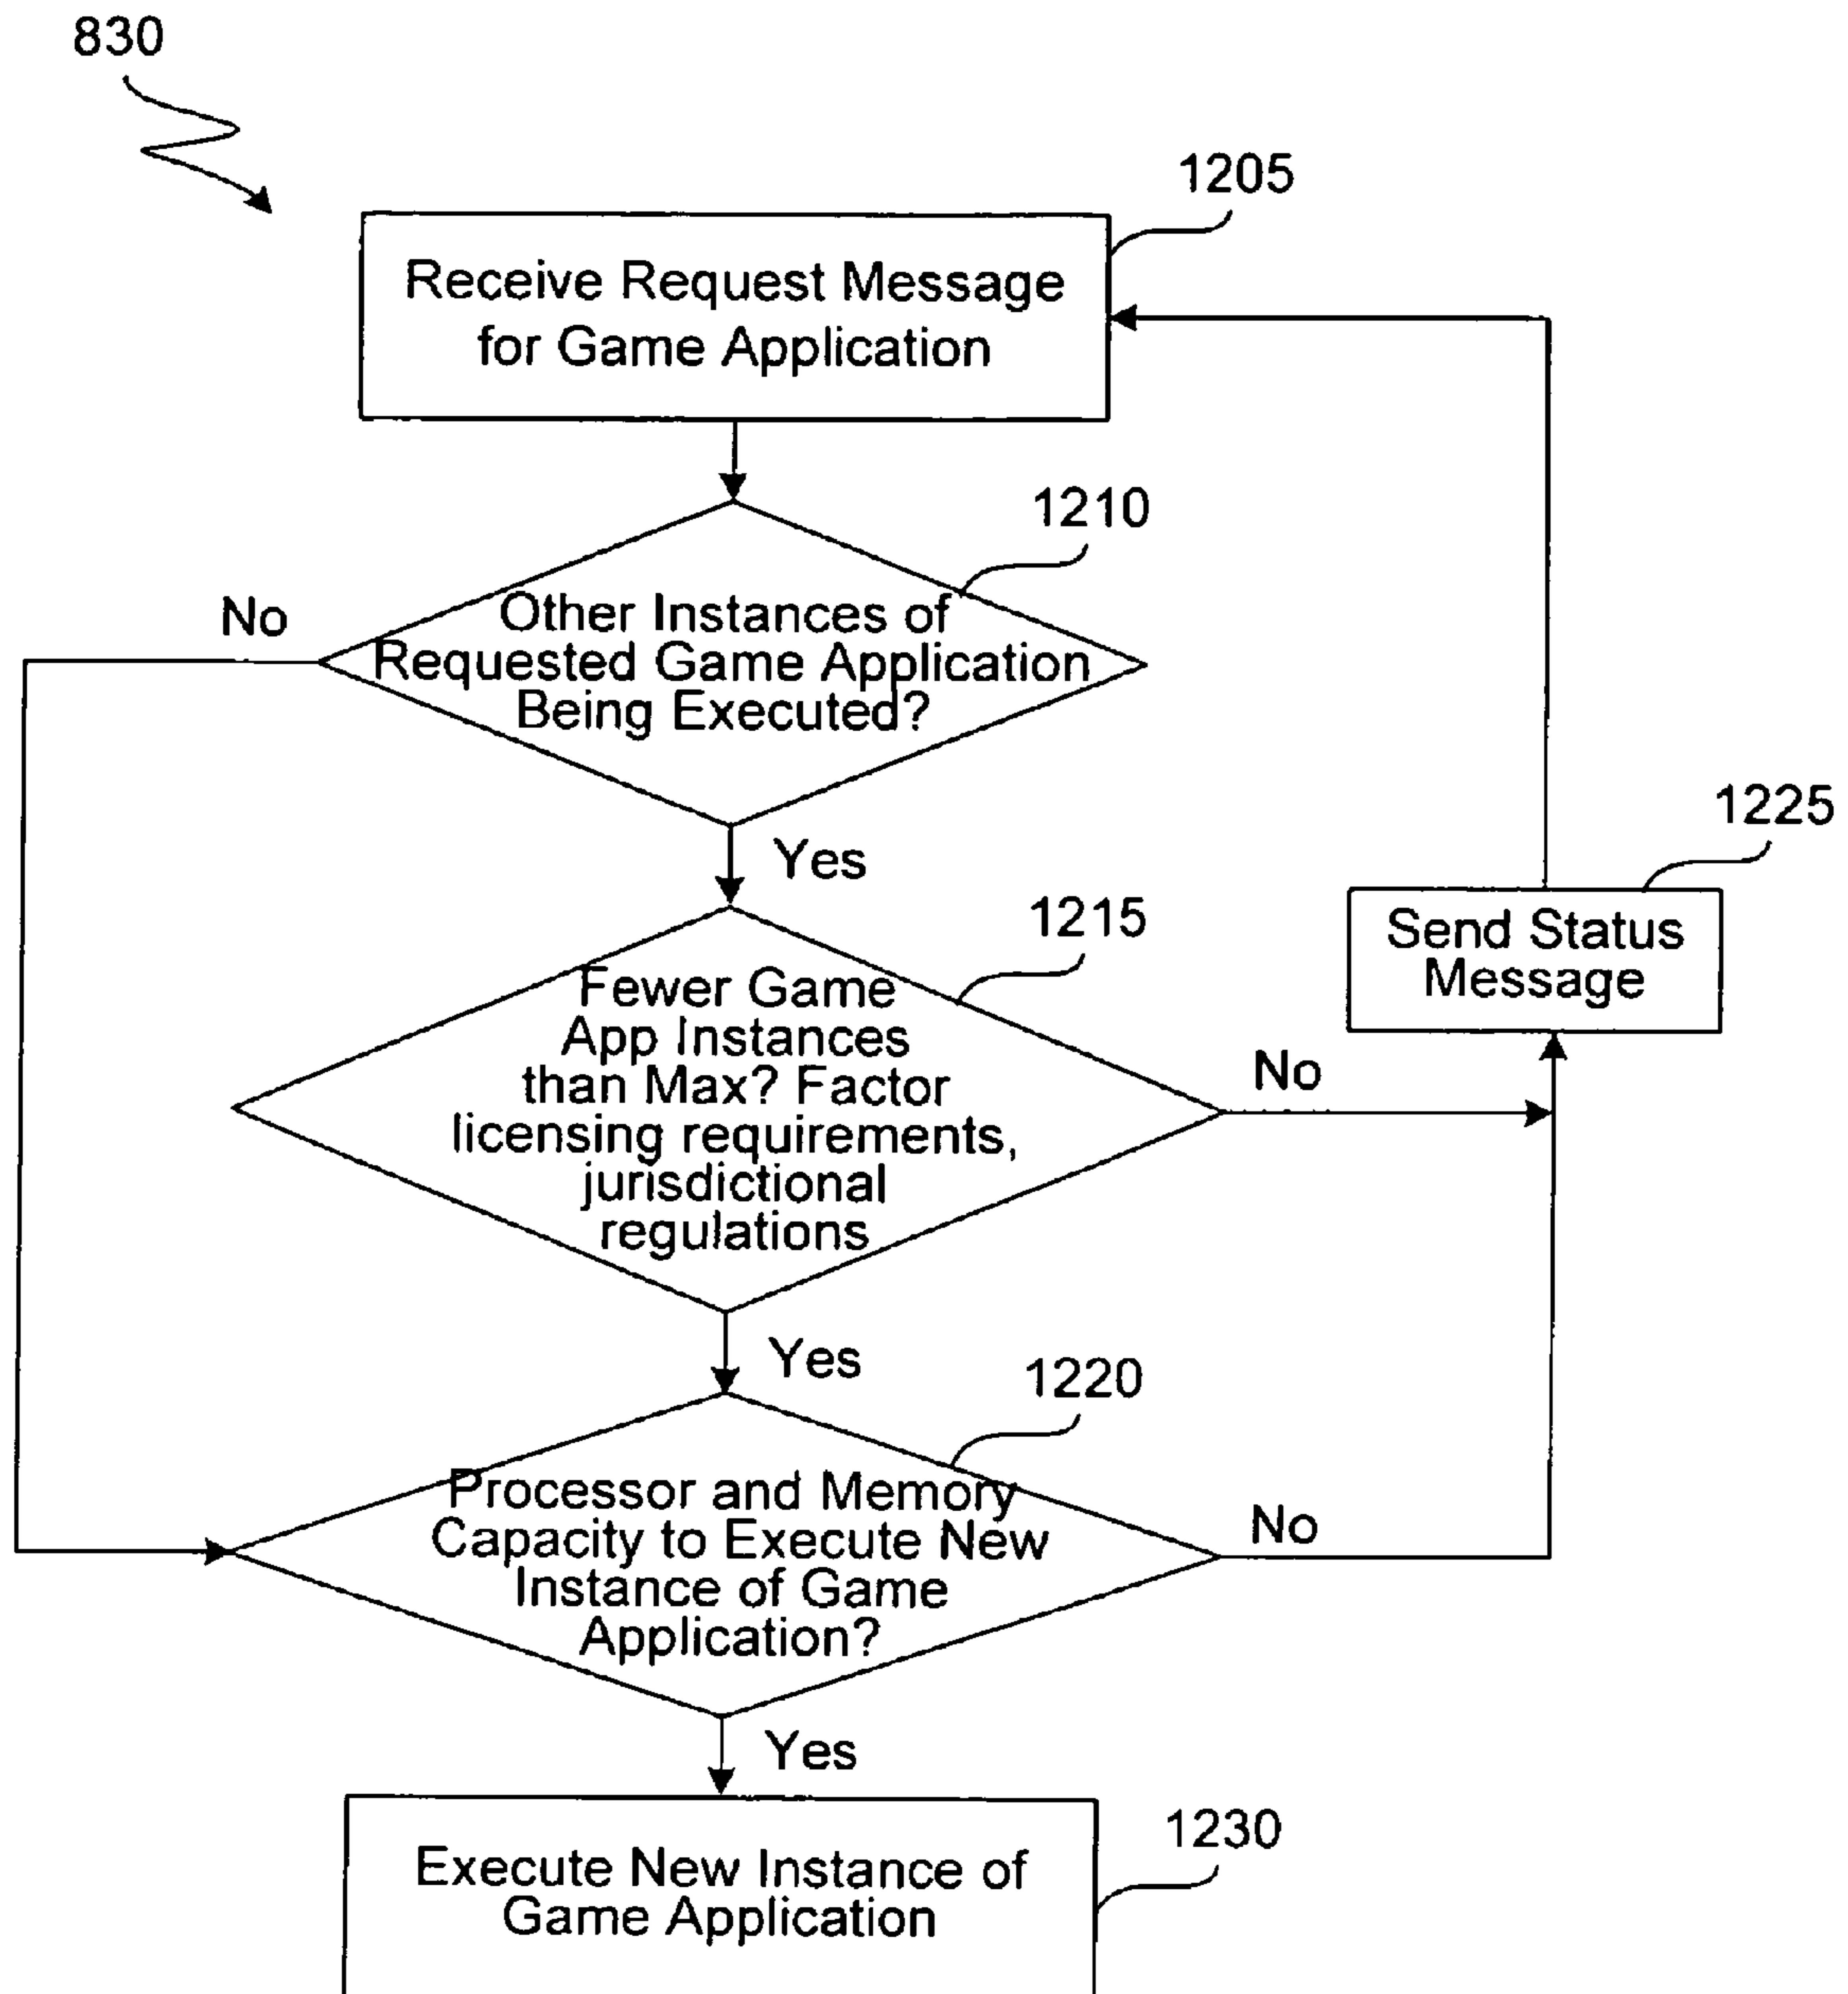 830
1205
Receive Request Message
for Game Application
1210
No
Other Instances of
Requested Game Application
Being Executed?
Yes
1225
Send Status
Message
1215
Fewer Game
App Instances
than Max? Factor
licensing requirements,
jurisdictional
regulations
No
Yes
1220
Processor and Memory
Capacity to Execute New
Instance of Game
Application?
No
Yes
1230
Execute New Instance of
Game Application